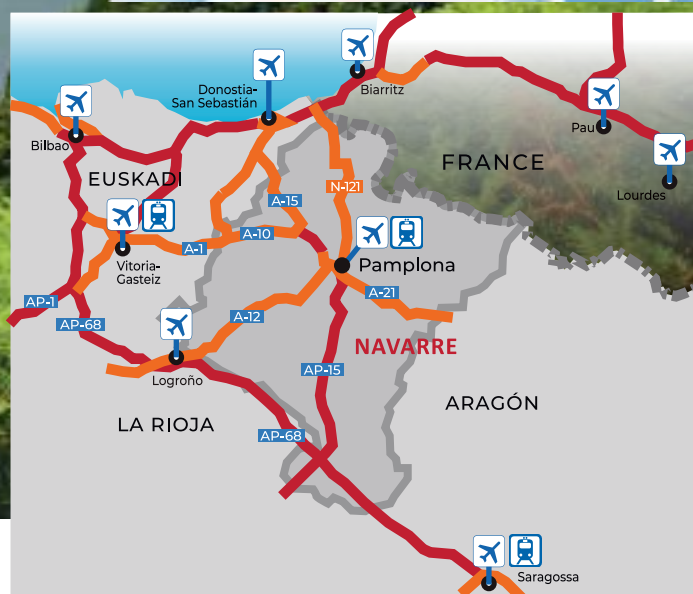 Donostia-
San Sebastián
Biarritz
Bilbao
Pau
EUSKADI
FRANCE
Lourdes
N-121
A-15
A-10
A-1
Vitoria-
Gasteiz
Pamplona
A-21
AP-1
AP-68
A-12
NAVARRE
AP-15
Logroño
ARAGÓN
LA RIOJA
AP-68
Saragossa